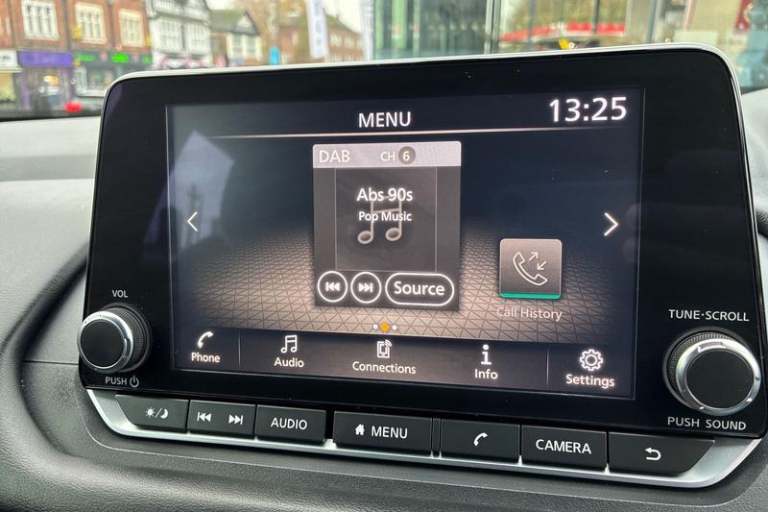 MENU
13:25
DAB
CH 6
Abs 90s
Pop Music
Source
Call History
VOL
PUSH
TUNE·SCROLL
PUSH SOUND
Phone
Audio
Connections
Info
Settings
AUDIO
MENU
CAMERA